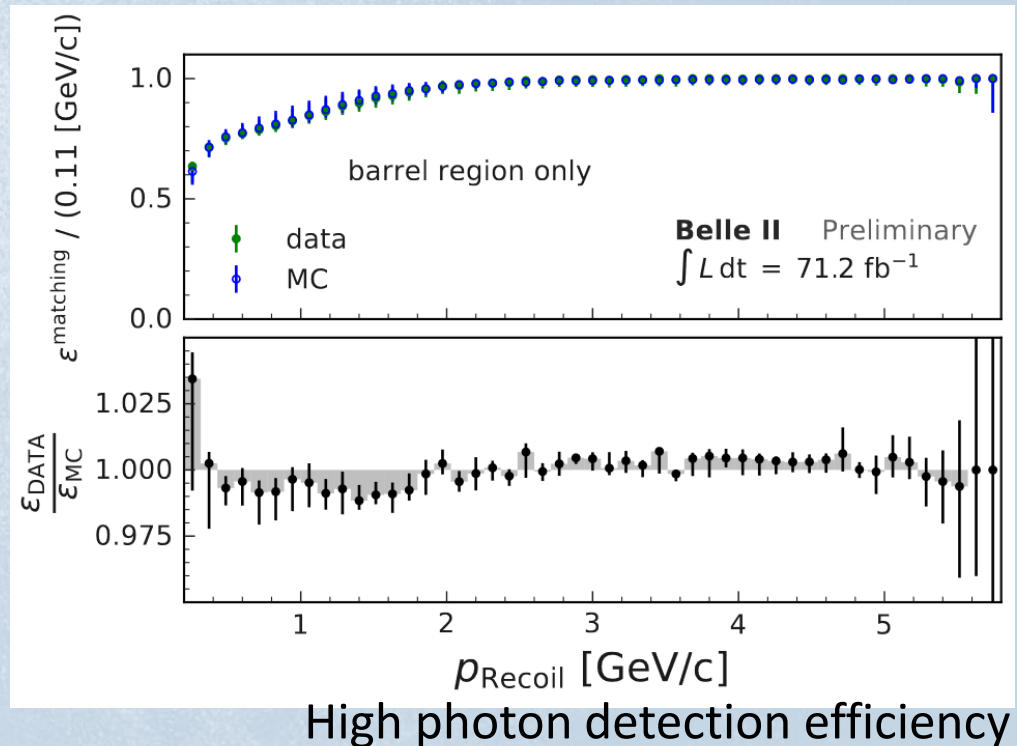 ε^matching / (0.11 [GeV/c])
1.0
0.5
0.0
barrel region only
data
MC
Belle II Preliminary
∫ L dt = 71.2 fb⁻¹
ε_DATA
ε_MC
1.025
1.000
0.975
1 2 3 4 5
p_Recoil [GeV/c]
High photon detection efficiency